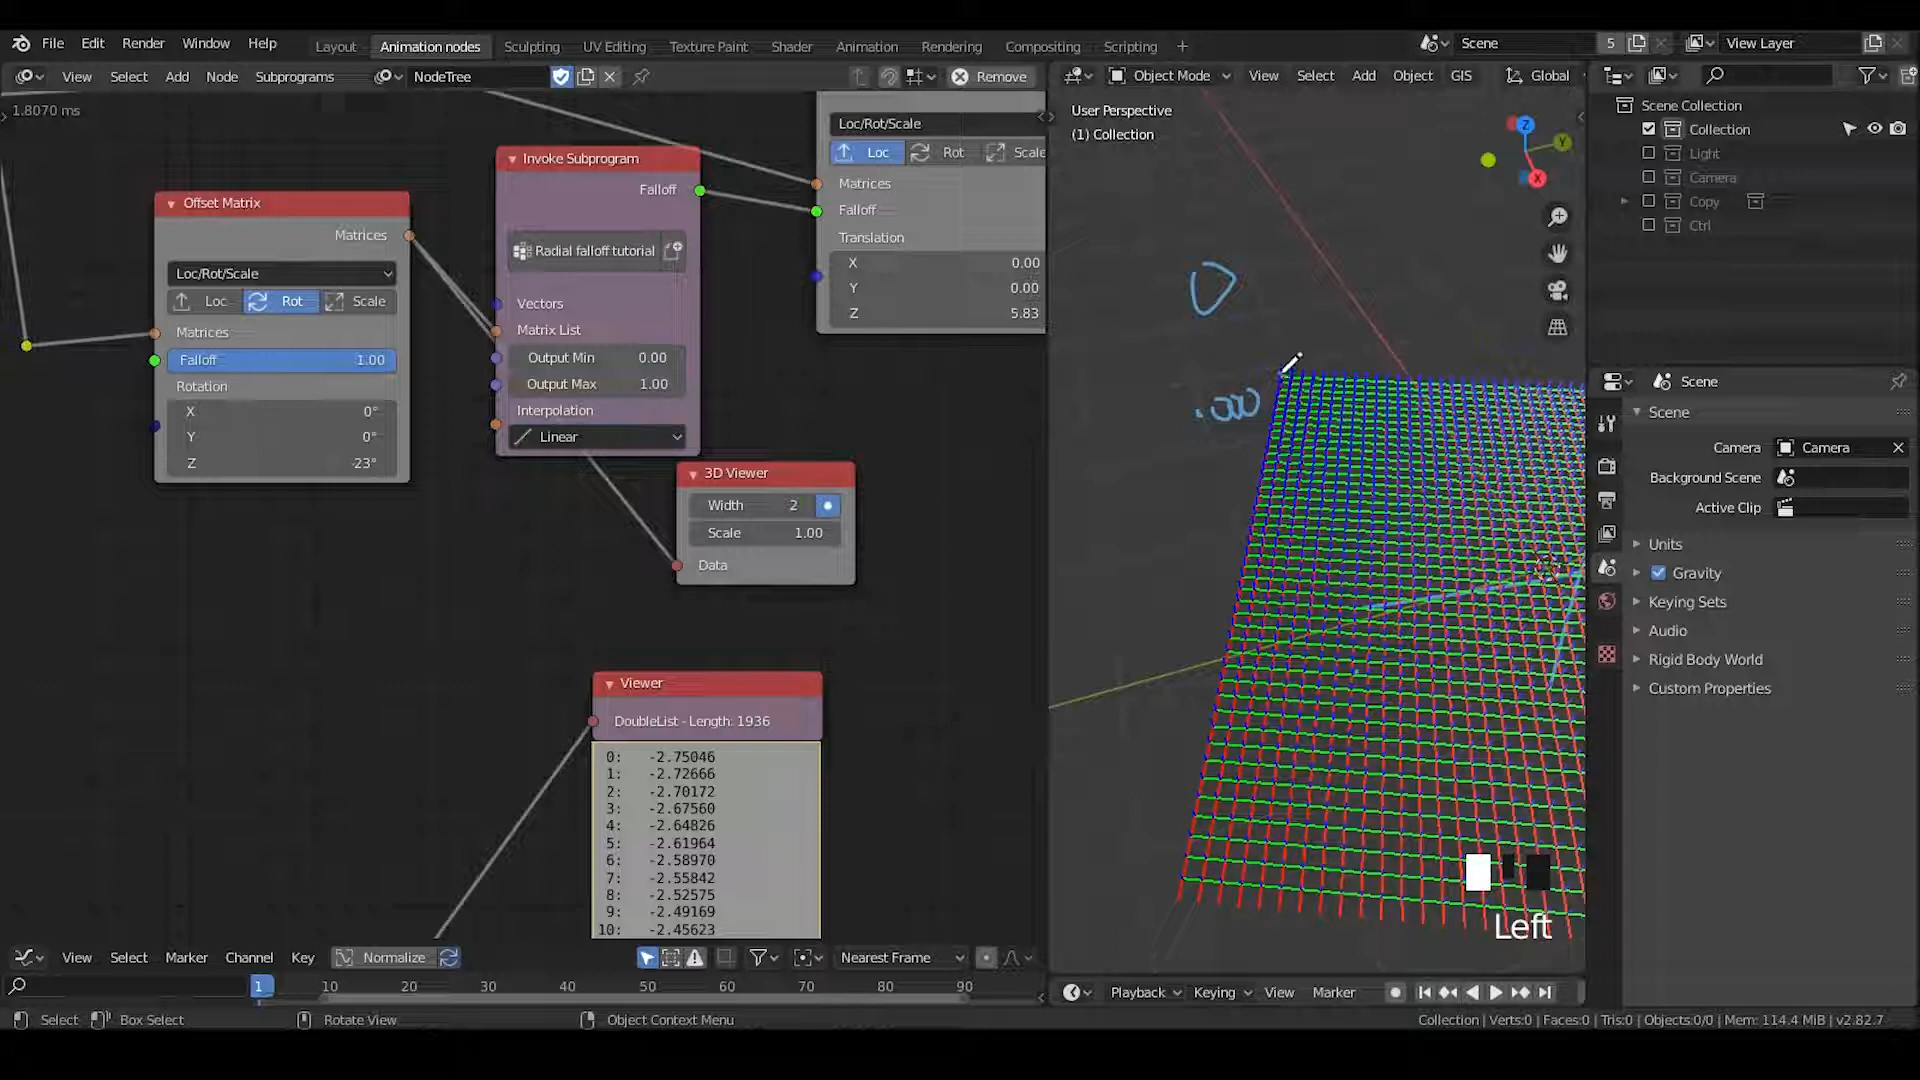 File Edit Render Window Help Layout Animation nodes Sculpting UV Editing Texture Paint Shader Animation Rendering Compositing Scripting + Scene 5 View Layer
View Select Add Node Subprograms NodeTree Remove Object Mode View Select Add Object GIS Global
1.8070 ms
Invoke Subprogram
Falloff
Radial falloff tutorial
Vectors
Matrix List
Output Min 0.00
Output Max 1.00
Interpolation
Linear
Offset Matrix
Matrices
Loc/Rot/Scale
Loc Rot Scale
Matrices
Falloff 1.00
Rotation
X 0°
Y 0°
Z -23°
Loc/Rot/Scale
Loc Rot Scale
Matrices
Falloff
Translation
X 0.00
Y 0.00
Z 5.83
3D Viewer
Width 2
Scale 1.00
Data
Viewer
DoubleList - Length: 1936
0: -2.75046
1: -2.72666
2: -2.70172
3: -2.67560
4: -2.64826
5: -2.61964
6: -2.58970
7: -2.55842
8: -2.52575
9: -2.49169
10: -2.45623
User Perspective
(1) Collection
Z
Y
X
Left
Scene Collection
Collection
Light
Camera
Copy
Ctrl
Scene
Scene
Camera Camera
Background Scene
Active Clip
Units
Gravity
Keying Sets
Audio
Rigid Body World
Custom Properties
View Select Marker Channel Key Normalize Nearest Frame
1 10 20 30 40 50 60 70 80 90
Playback Keying View Marker
Select Box Select Rotate View Object Context Menu
Collection | Verts:0 | Faces:0 | Tris:0 | Objects:0/0 | Mem: 114.4 MiB | v2.82.7